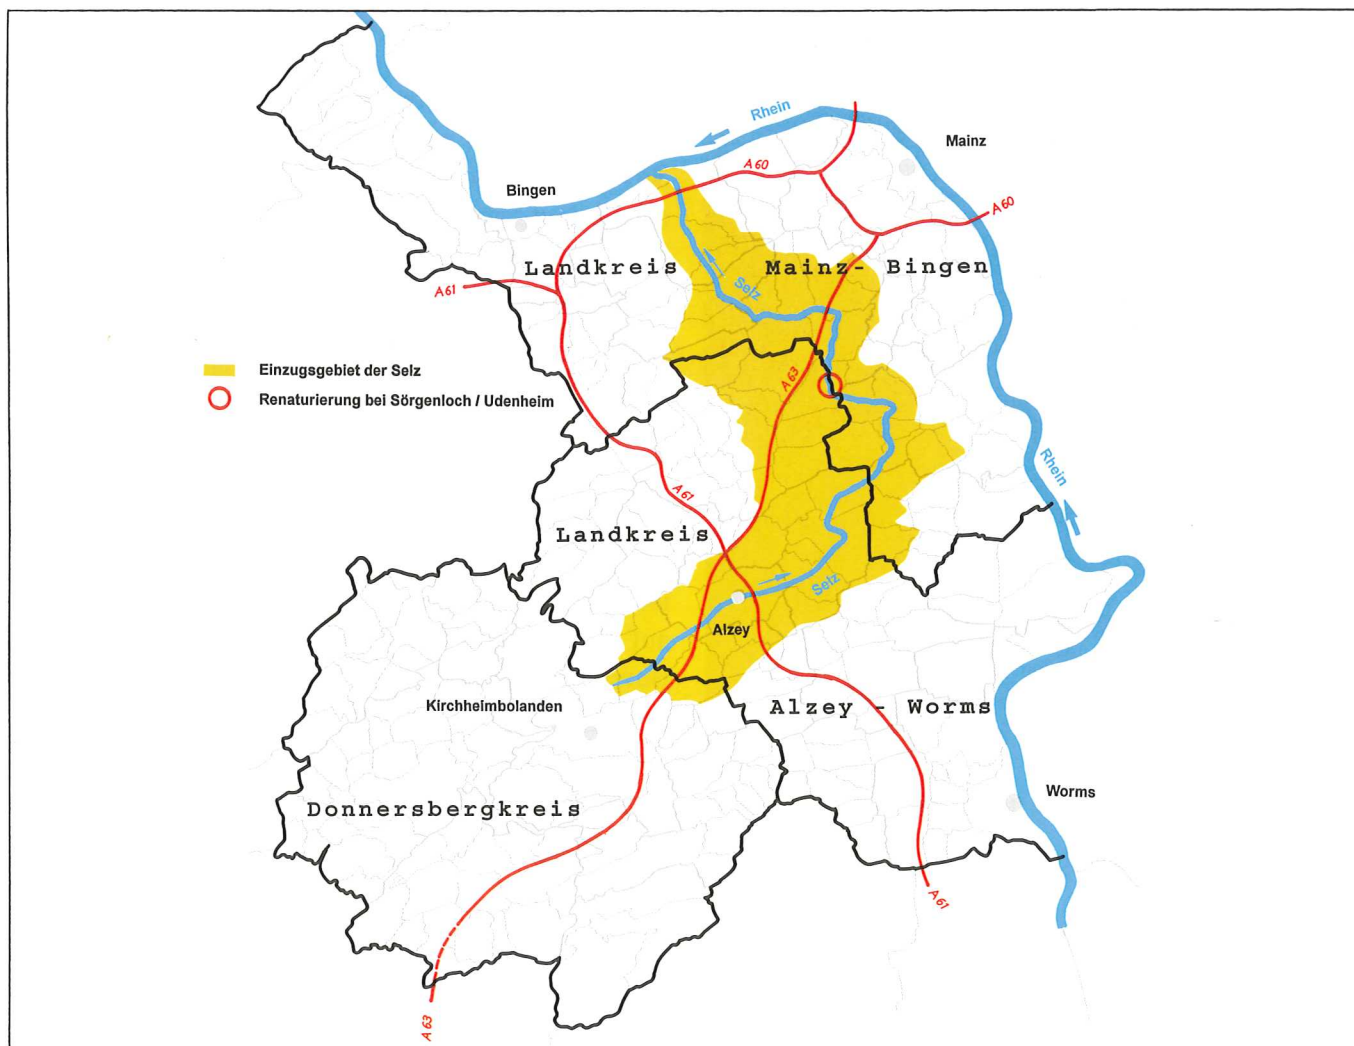 Rhein
Mainz
A 60
Bingen
A 60
Landkreis Mainz- Bingen
A61
Selz
Einzugsgebiet der Selz
Renaturierung bei Sörgenloch / Udenheim
A 63
Rhein
A 61
Landkreis
Selz
Alzey
Kirchheimbolanden
Alzey - Worms
Worms
Donnersbergkreis
A 61
A 63